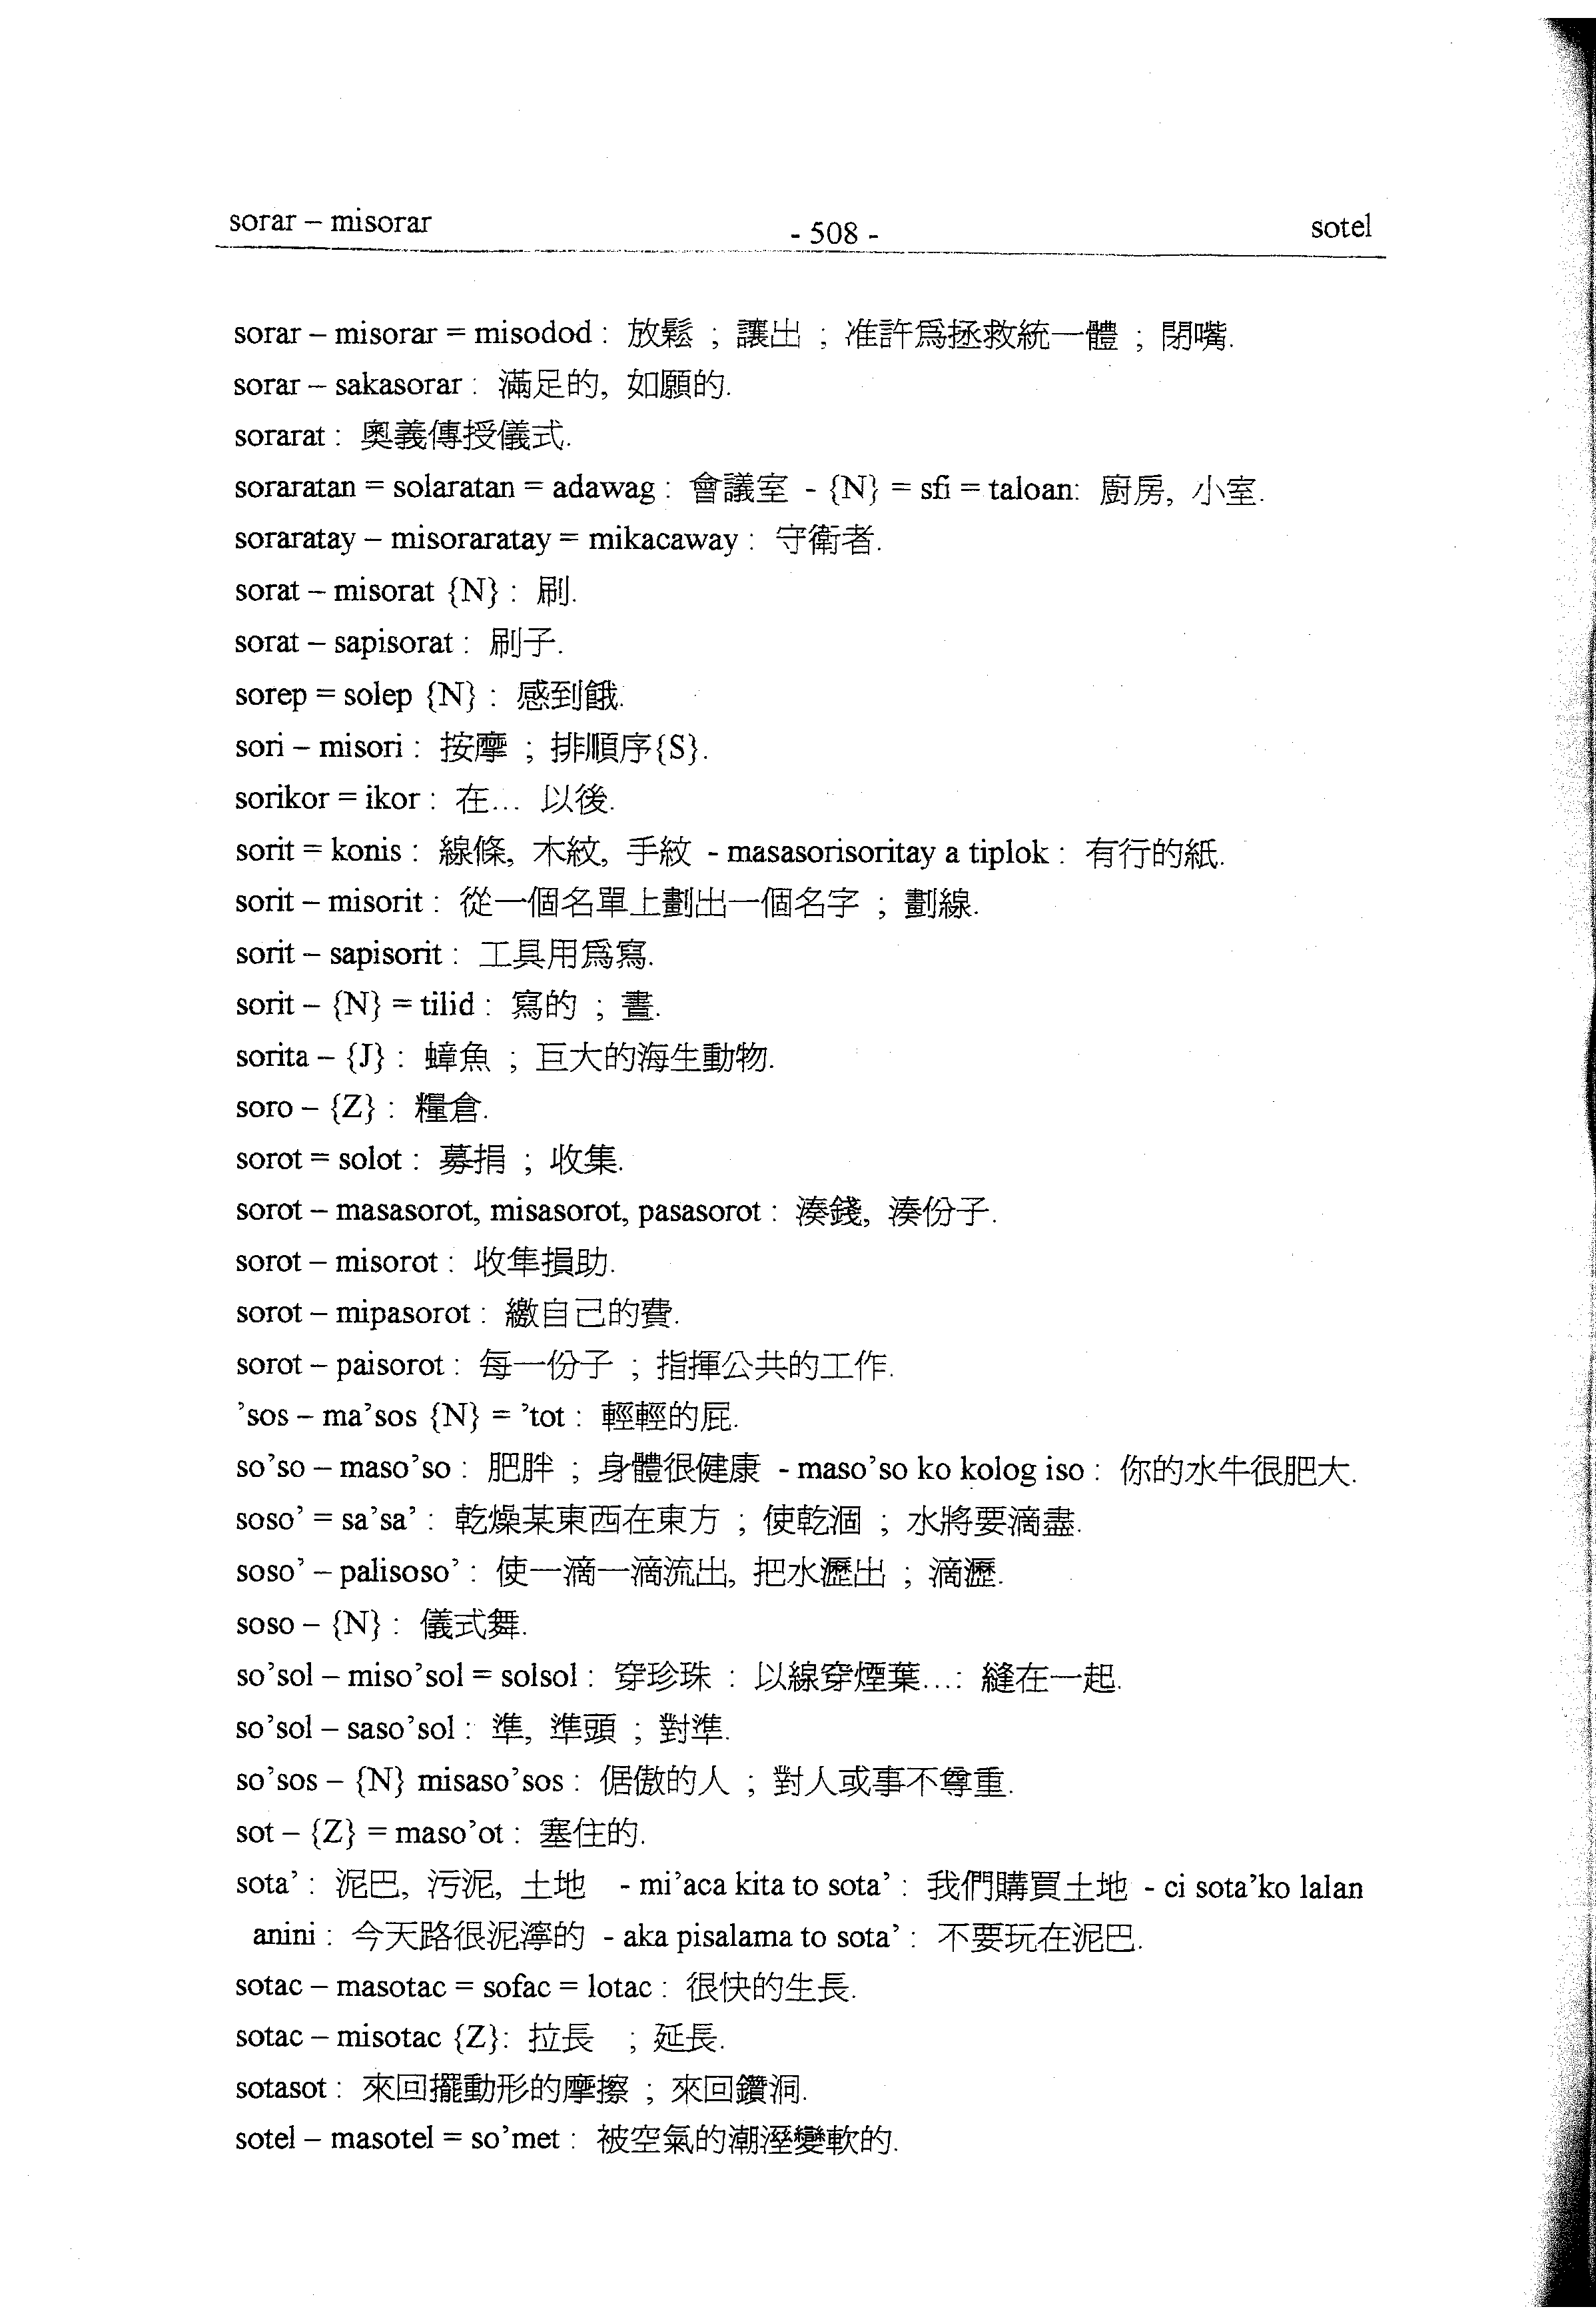 sorar – misorar
- 508 -
sotel
sorar – misorar = misodod : 放鬆 ; 讓出 ; 准許爲拯救統一體 ; 閉嘴.
sorar – sakasorar : 滿足的, 如願的.
sorarat : 奧義傳授儀式.
soraratan = solaratan = adawag : 會議室 - {N} = sfi = taloan: 廚房, 小室.
soraratay – misoraratay = mikacaway : 守衛者.
sorat – misorat {N} : 刷.
sorat – sapisorat : 刷子.
sorep = solep {N} : 感到餓.
sori – misori : 按摩 ; 排順序{S}.
sorikor = ikor : 在... 以後.
sorit = konis : 線條, 木紋, 手紋 - masasorisoritay a tiplok : 有行的紙.
sorit – misorit : 從一個名單上劃出一個名字 ; 劃線.
sorit – sapisorit : 工具用爲寫.
sorit – {N} = tilid : 寫的 ; 書.
sorita – {J} : 蟑魚 ; 巨大的海生動物.
soro – {Z} : 糧倉.
sorot = solot : 募捐 ; 收集.
sorot – masasorot, misasorot, pasasorot : 湊錢, 湊份子.
sorot – misorot : 收隼損助.
sorot – mipasorot : 繳自己的費.
sorot – paisorot : 每一份子 ; 指揮公共的工作.
’sos – ma’sos {N} = ’tot : 輕輕的屁.
so’so – maso’so : 肥胖 ; 身體很健康 - maso’so ko kolog iso : 你的水牛很肥大.
soso’ = sa’sa’ : 乾燥某東西在東方 ; 使乾涸 ; 水將要滴盡.
soso’ – palisoso’ : 使一滴一滴流出, 把水瀝出 ; 滴瀝.
soso – {N} : 儀式舞.
so’sol – miso’sol = solsol : 穿珍珠 : 以線穿煙葉...: 縫在一起.
so’sol – saso’sol : 準, 準頭 ; 對準.
so’sos – {N} misaso’sos : 倨傲的人 ; 對人或事不尊重.
sot – {Z} = maso’ot : 塞住的.
sota’ : 泥巴, 污泥, 土地 - mi’aca kita to sota’ : 我們購買土地 - ci sota’ko lalan
anini : 今天路很泥濘的 - aka pisalama to sota’ : 不要玩在泥巴.
sotac – masotac = sofac = lotac : 很快的生長.
sotac – misotac {Z}: 拉長 ; 延長.
sotasot : 來回擺動形的摩擦 ; 來回鑽洞.
sotel – masotel = so’met : 被空氣的潮溼變軟的.